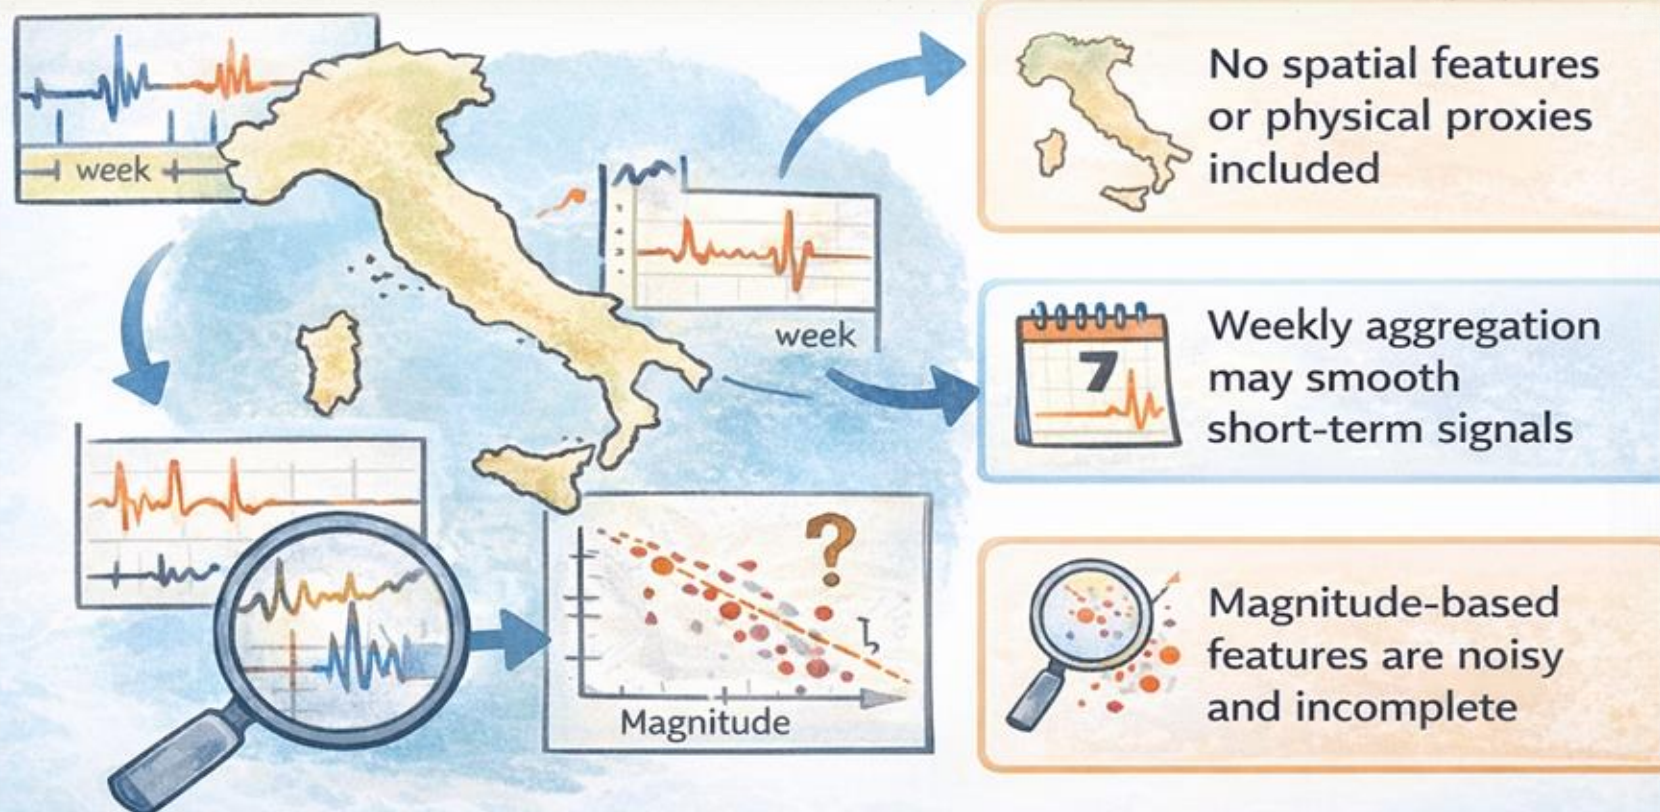 week
week
7
Magnitude
No spatial features
or physical proxies
included
Weekly aggregation
may smooth
short-term signals
Magnitude-based
features are noisy
and incomplete
?